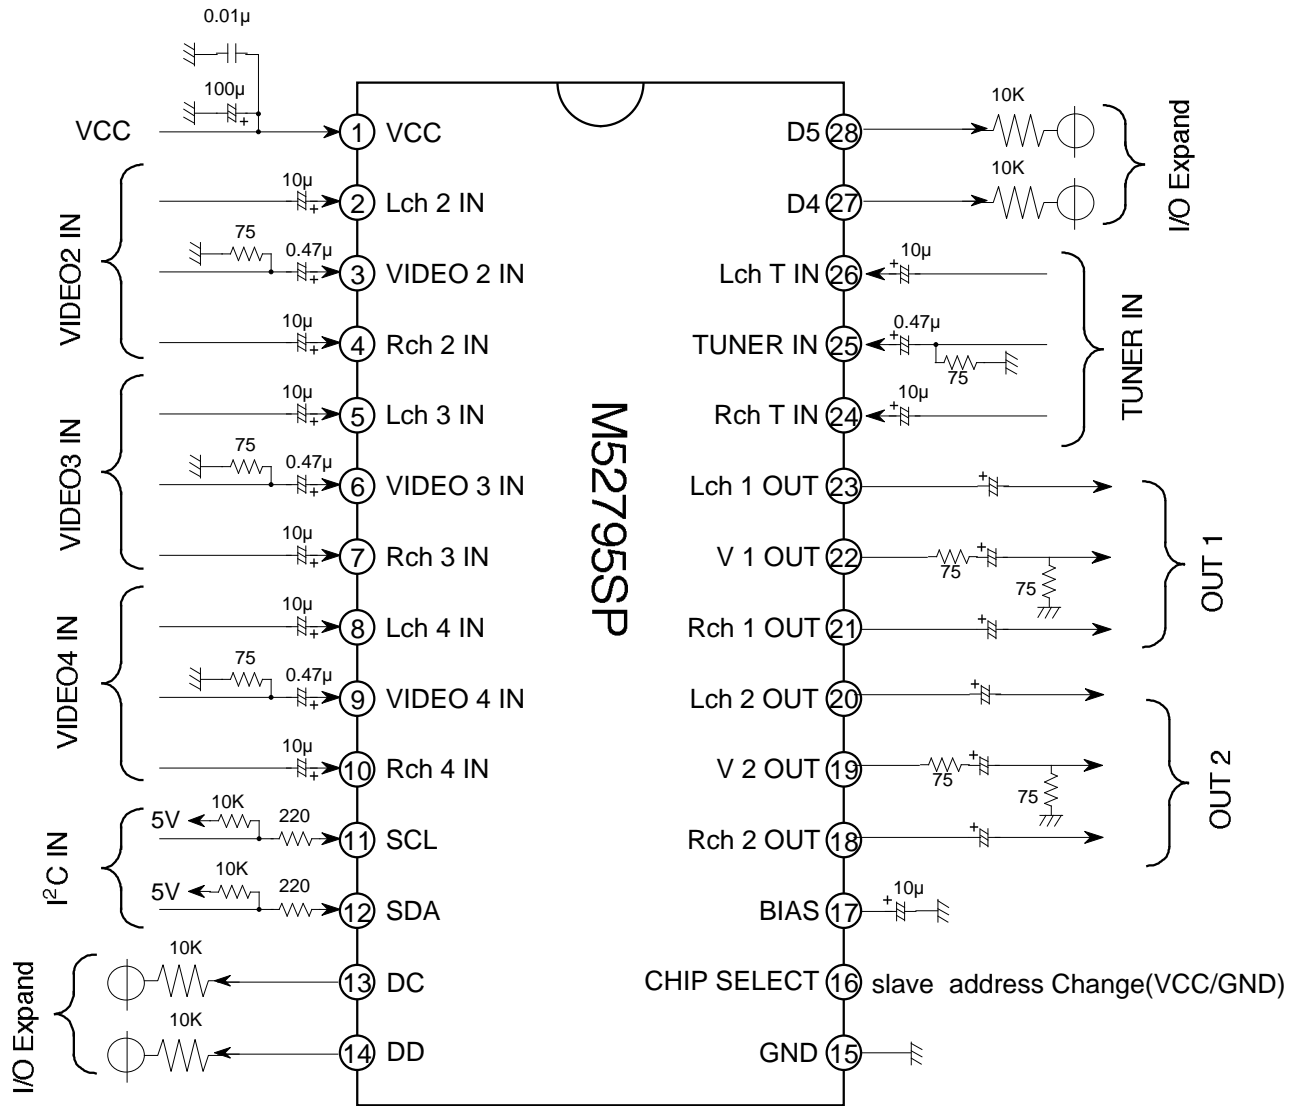 0.01µ
100µ
VCC
1 VCC
VIDEO2 IN
10µ
2 Lch 2 IN
75
0.47µ
3 VIDEO 2 IN
10µ
4 Rch 2 IN
VIDEO3 IN
10µ
5 Lch 3 IN
75
0.47µ
6 VIDEO 3 IN
10µ
7 Rch 3 IN
VIDEO4 IN
10µ
8 Lch 4 IN
75
0.47µ
9 VIDEO 4 IN
10µ
10 Rch 4 IN
I²C IN
5V
10K
220
11 SCL
5V
10K
220
12 SDA
I/O Expand
10K
13 DC
10K
14 DD
M52795SP
D5 28
10K
D4 27
10K
I/O Expand
Lch T IN 26
10µ
TUNER IN 25
0.47µ
75
Rch T IN 24
10µ
TUNER IN
Lch 1 OUT 23
V 1 OUT 22
75
75
Rch 1 OUT 21
OUT 1
Lch 2 OUT 20
V 2 OUT 19
75
75
Rch 2 OUT 18
OUT 2
BIAS 17
10µ
CHIP SELECT 16 slave address Change(VCC/GND)
GND 15